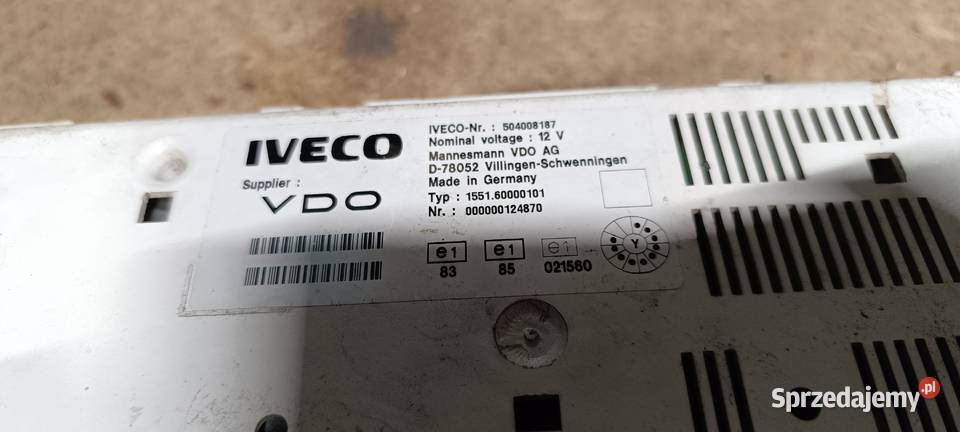 IVECO
Supplier :
VDO
IVECO-Nr. : 504008187
Nominal voltage : 12 V
Mannesmann VDO AG
D-78052 Villingen-Schwenningen
Made in Germany
Typ : 1551.60000101
Nr. : 000000124870
e1 e1 e1
83 85 021560
Y
Sprzedajemy.pl